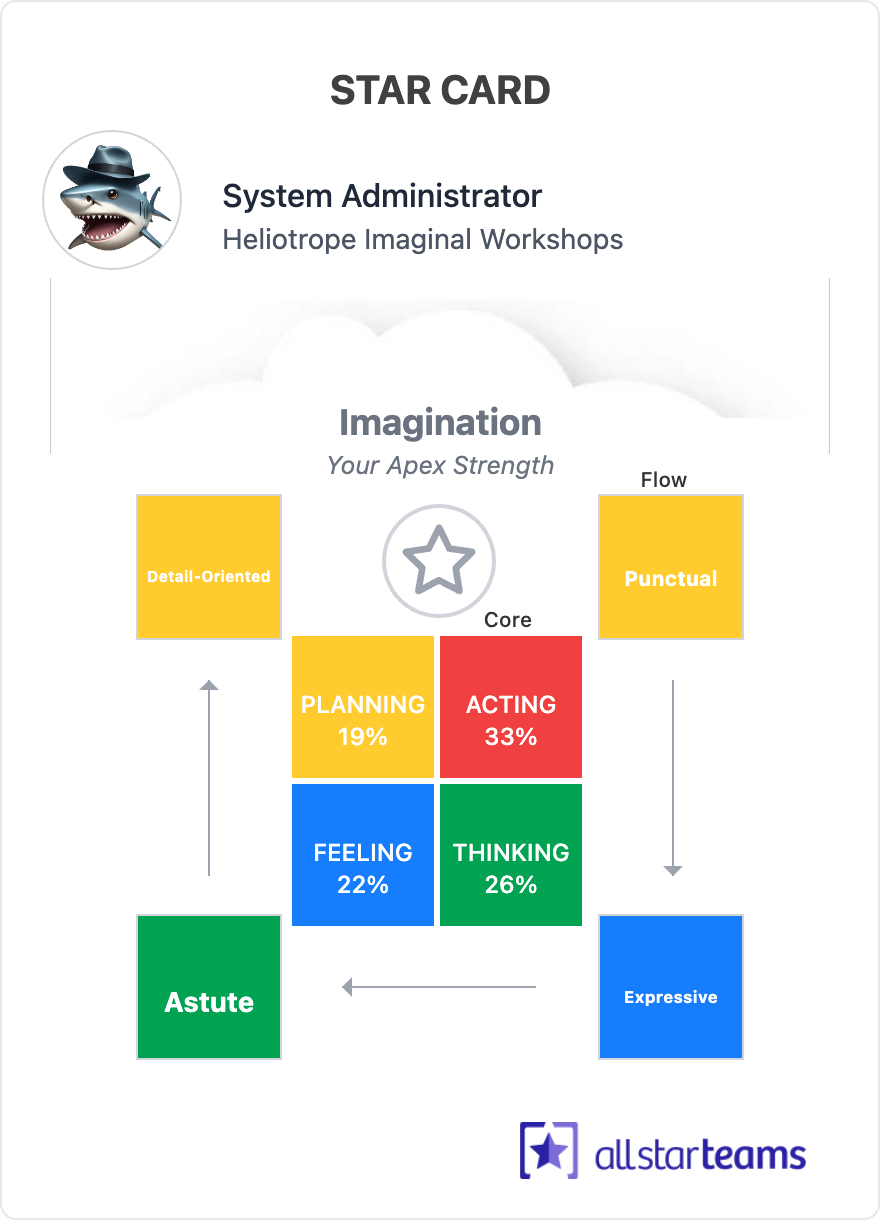 STAR CARD
System Administrator
Heliotrope Imaginal Workshops
Imagination
Your Apex Strength
Flow
Detail-Oriented
Punctual
Core
PLANNING
19%
ACTING
33%
FEELING
22%
THINKING
26%
Astute
Expressive
allstarteams